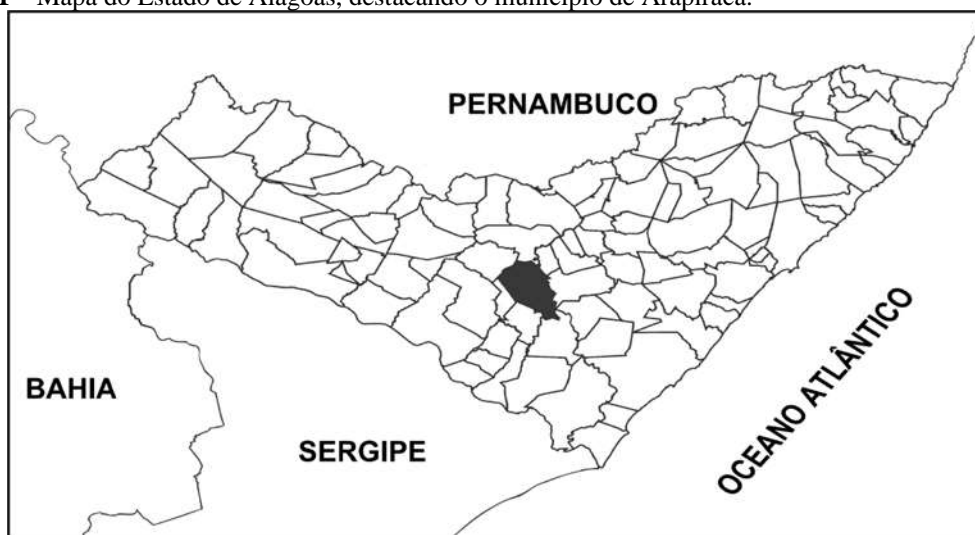 Mapa do Estado de Alagoas, destacando o município de Arapiraca.
PERNAMBUCO
BAHIA
SERGIPE
OCEANO ATLÂNTICO